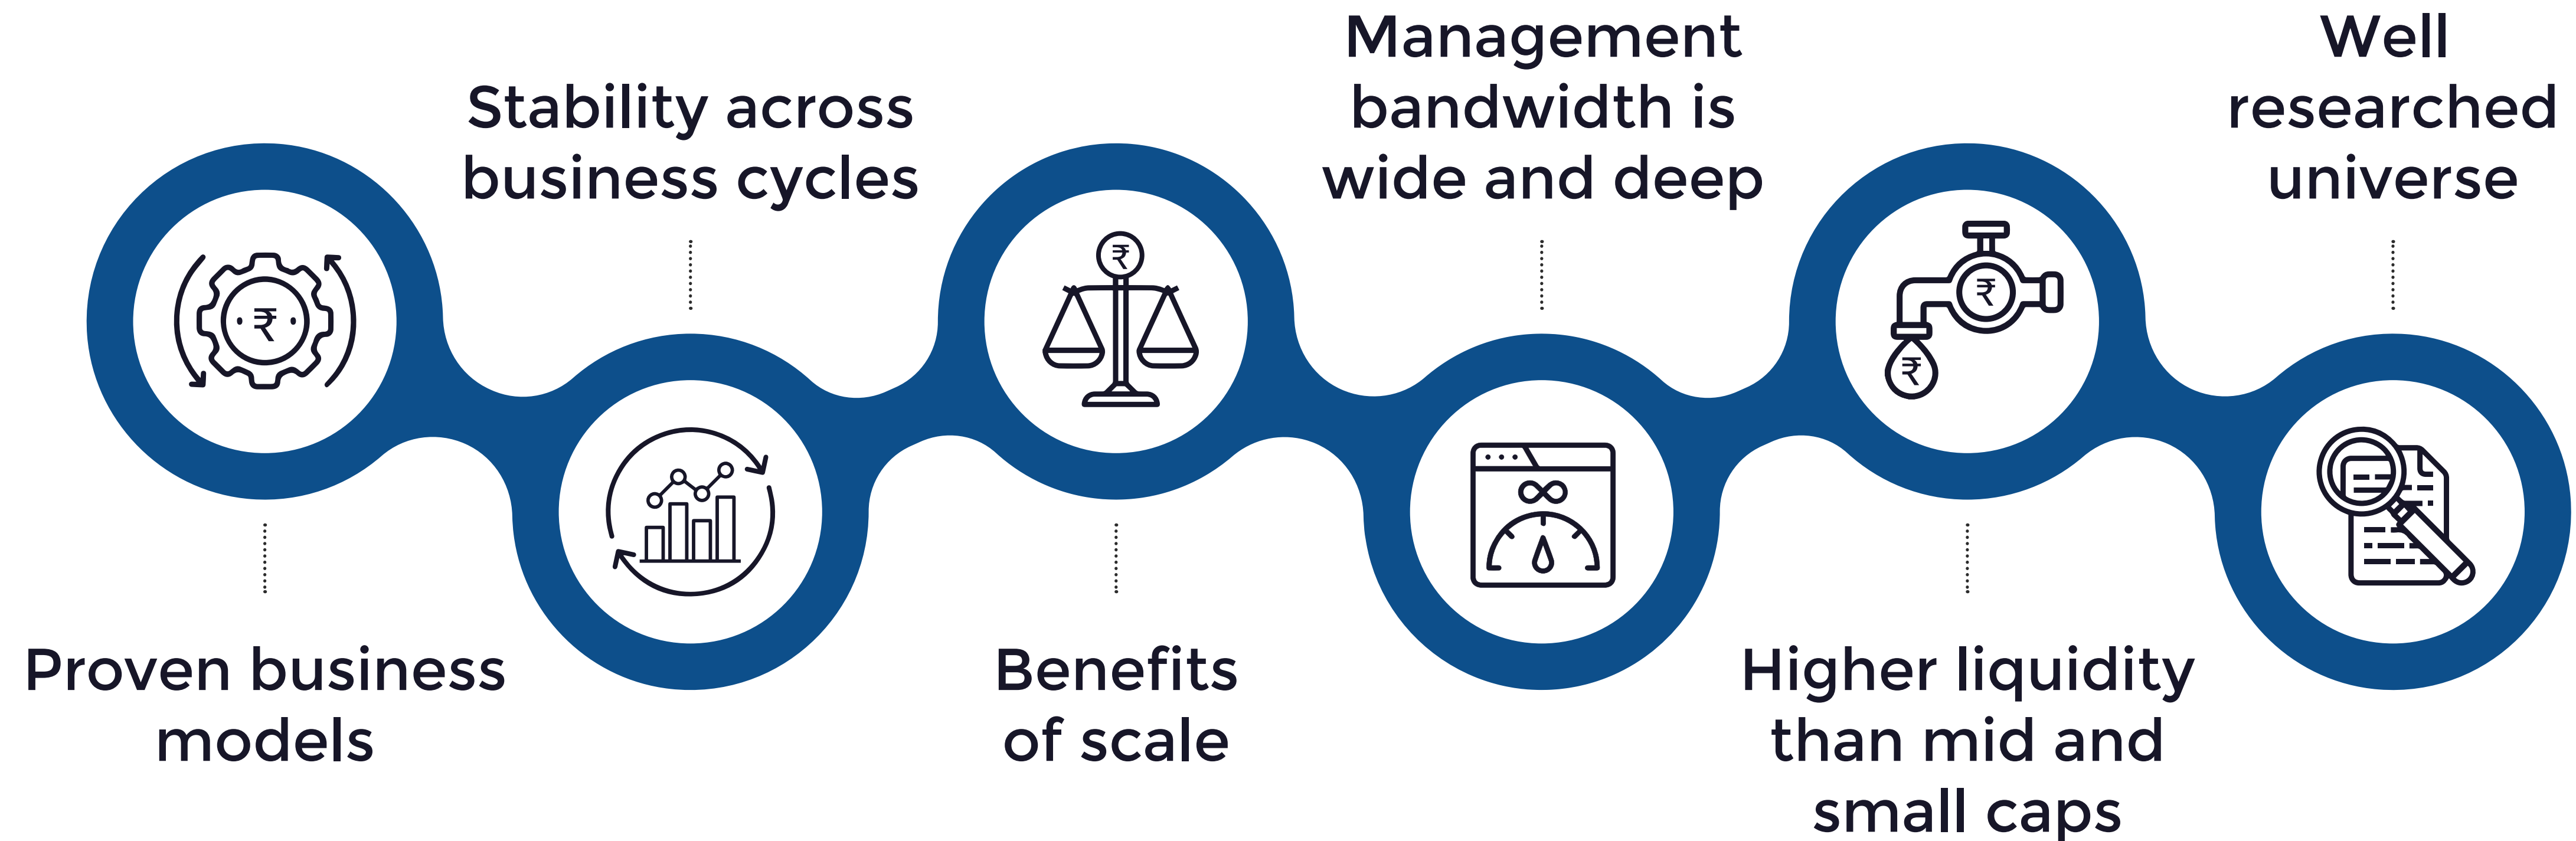 Proven business
models
Stability across
business cycles
Benefits
of scale
Management
bandwidth is
wide and deep
Higher liquidity
than mid and
small caps
Well
researched
universe
₹
₹
₹
₹